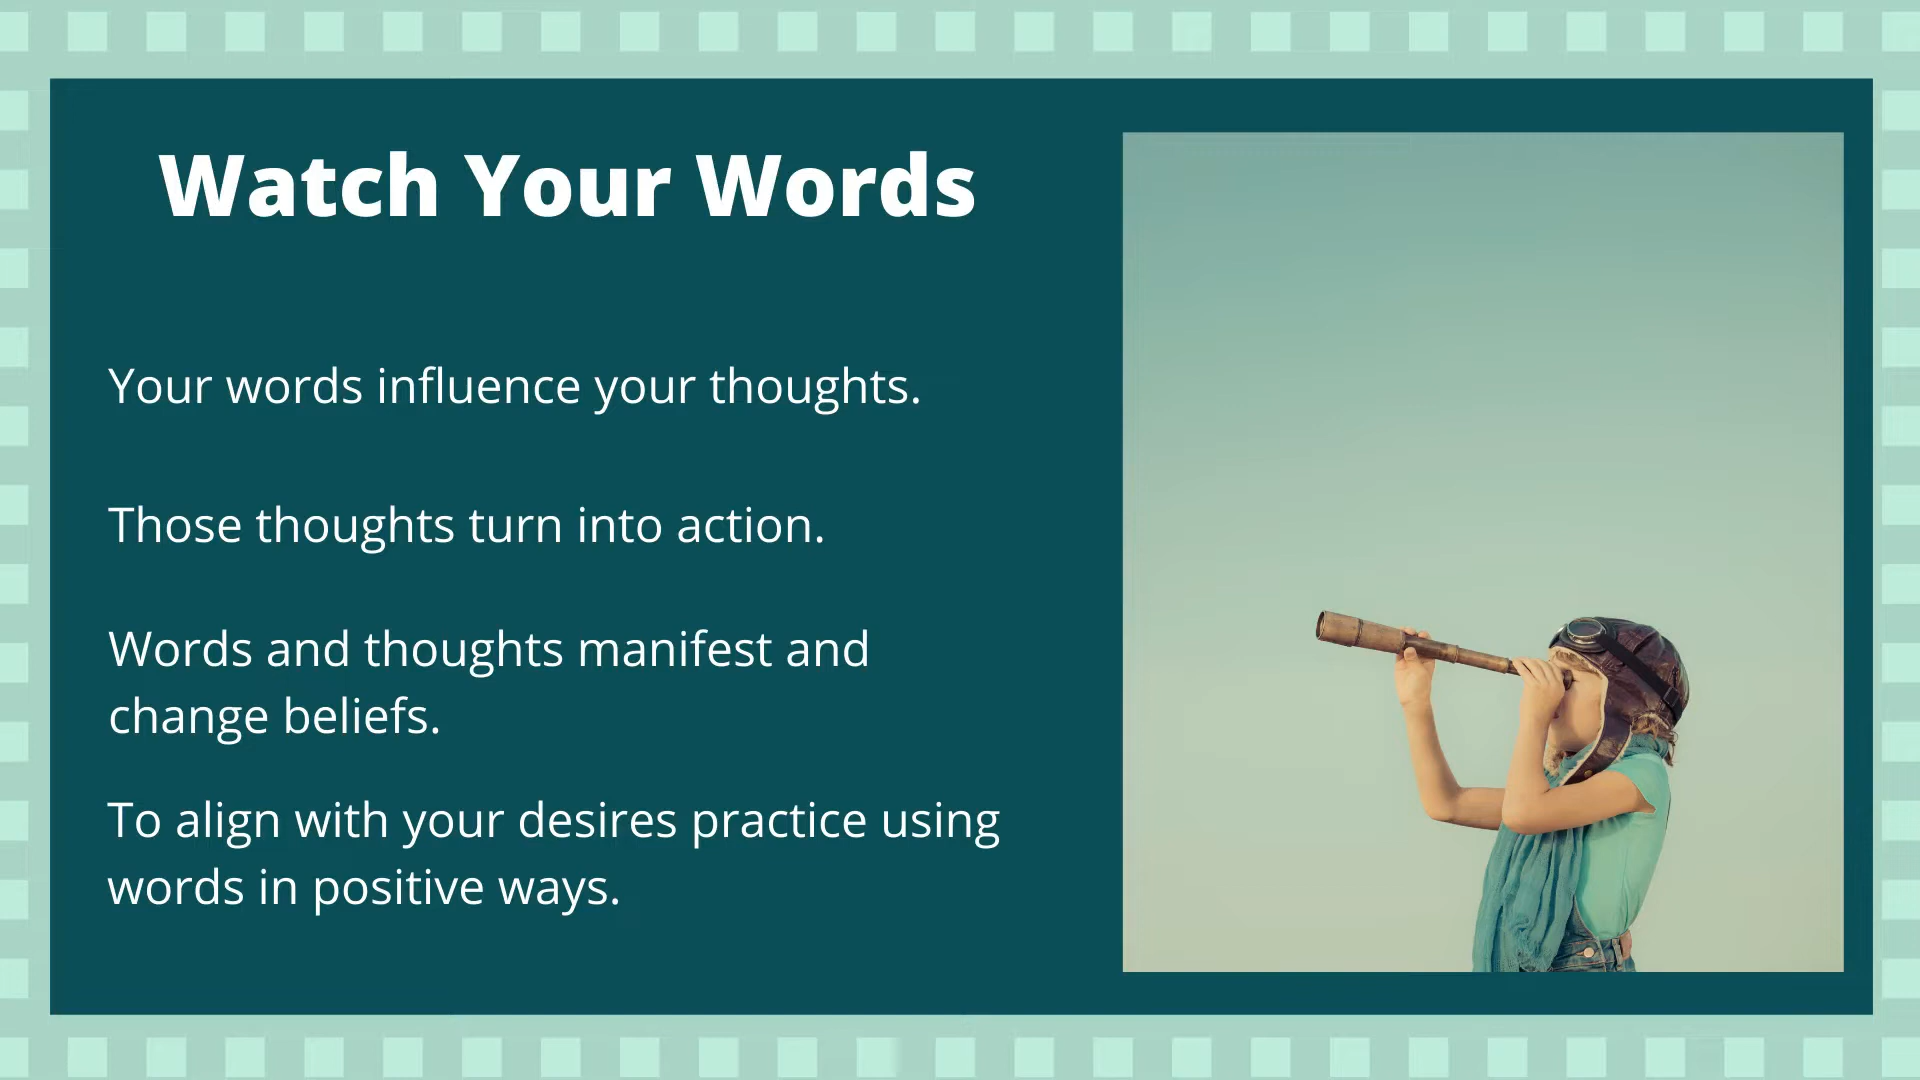 Watch Your Words
Your words influence your thoughts.
Those thoughts turn into action.
Words and thoughts manifest and
change beliefs.
To align with your desires practice using
words in positive ways.